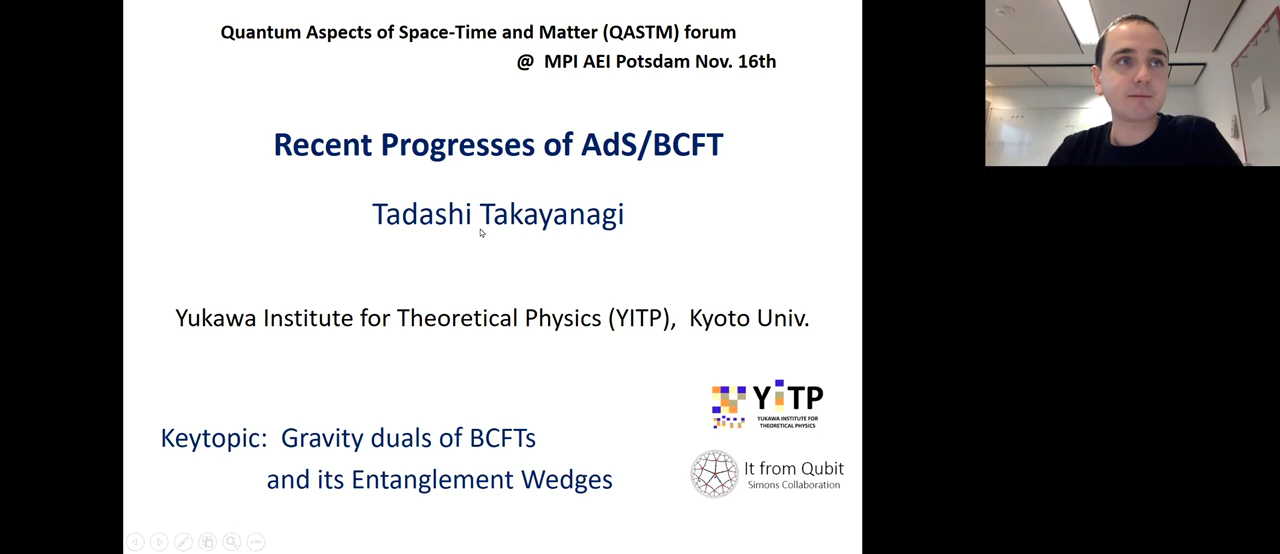 Quantum Aspects of Space-Time and Matter (QASTM) forum
@ MPI AEI Potsdam Nov. 16th
Recent Progresses of AdS/BCFT
Tadashi Takayanagi
Yukawa Institute for Theoretical Physics (YITP), Kyoto Univ.
YiTP
YUKAWA INSTITUTE FOR
THEORETICAL PHYSICS
Keytopic: Gravity duals of BCFTs
and its Entanglement Wedges
It from Qubit
Simons Collaboration